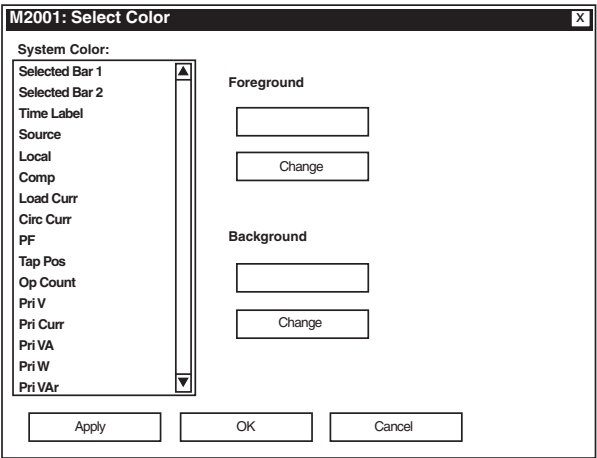 M2001: Select Color X
System Color:
Selected Bar 1
Selected Bar 2
Time Label
Source
Local
Comp
Load Curr
Circ Curr
PF
Tap Pos
Op Count
Pri V
Pri Curr
Pri VA
Pri W
Pri VAr
Foreground
Change
Background
Change
Apply OK Cancel